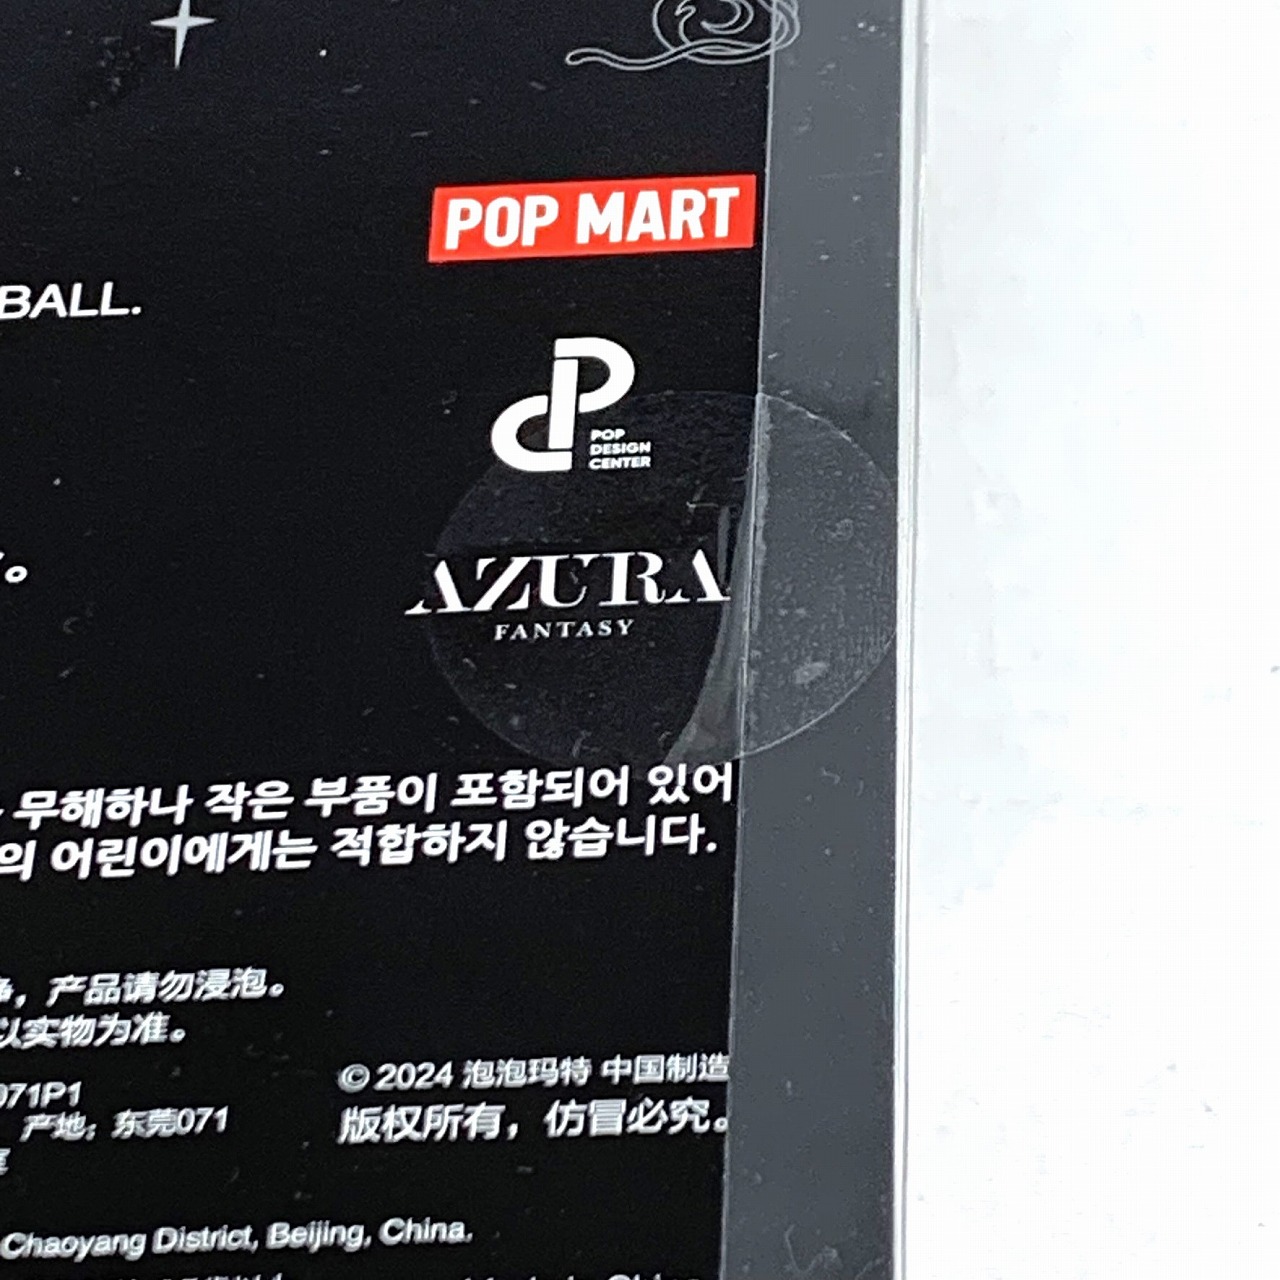 POP MART
BALL.
POP
DESIGN
CENTER
AZURA
FANTASY
무해하나 작은 부품이 포함되어 있어
의 어린이에게는 적합하지 않습니다.
，产品请勿浸泡。
以实物为准。
071P1
产地：东莞071
© 2024 泡泡玛特 中国制造
版权所有，仿冒必究。
Chaoyang District, Beijing, China.